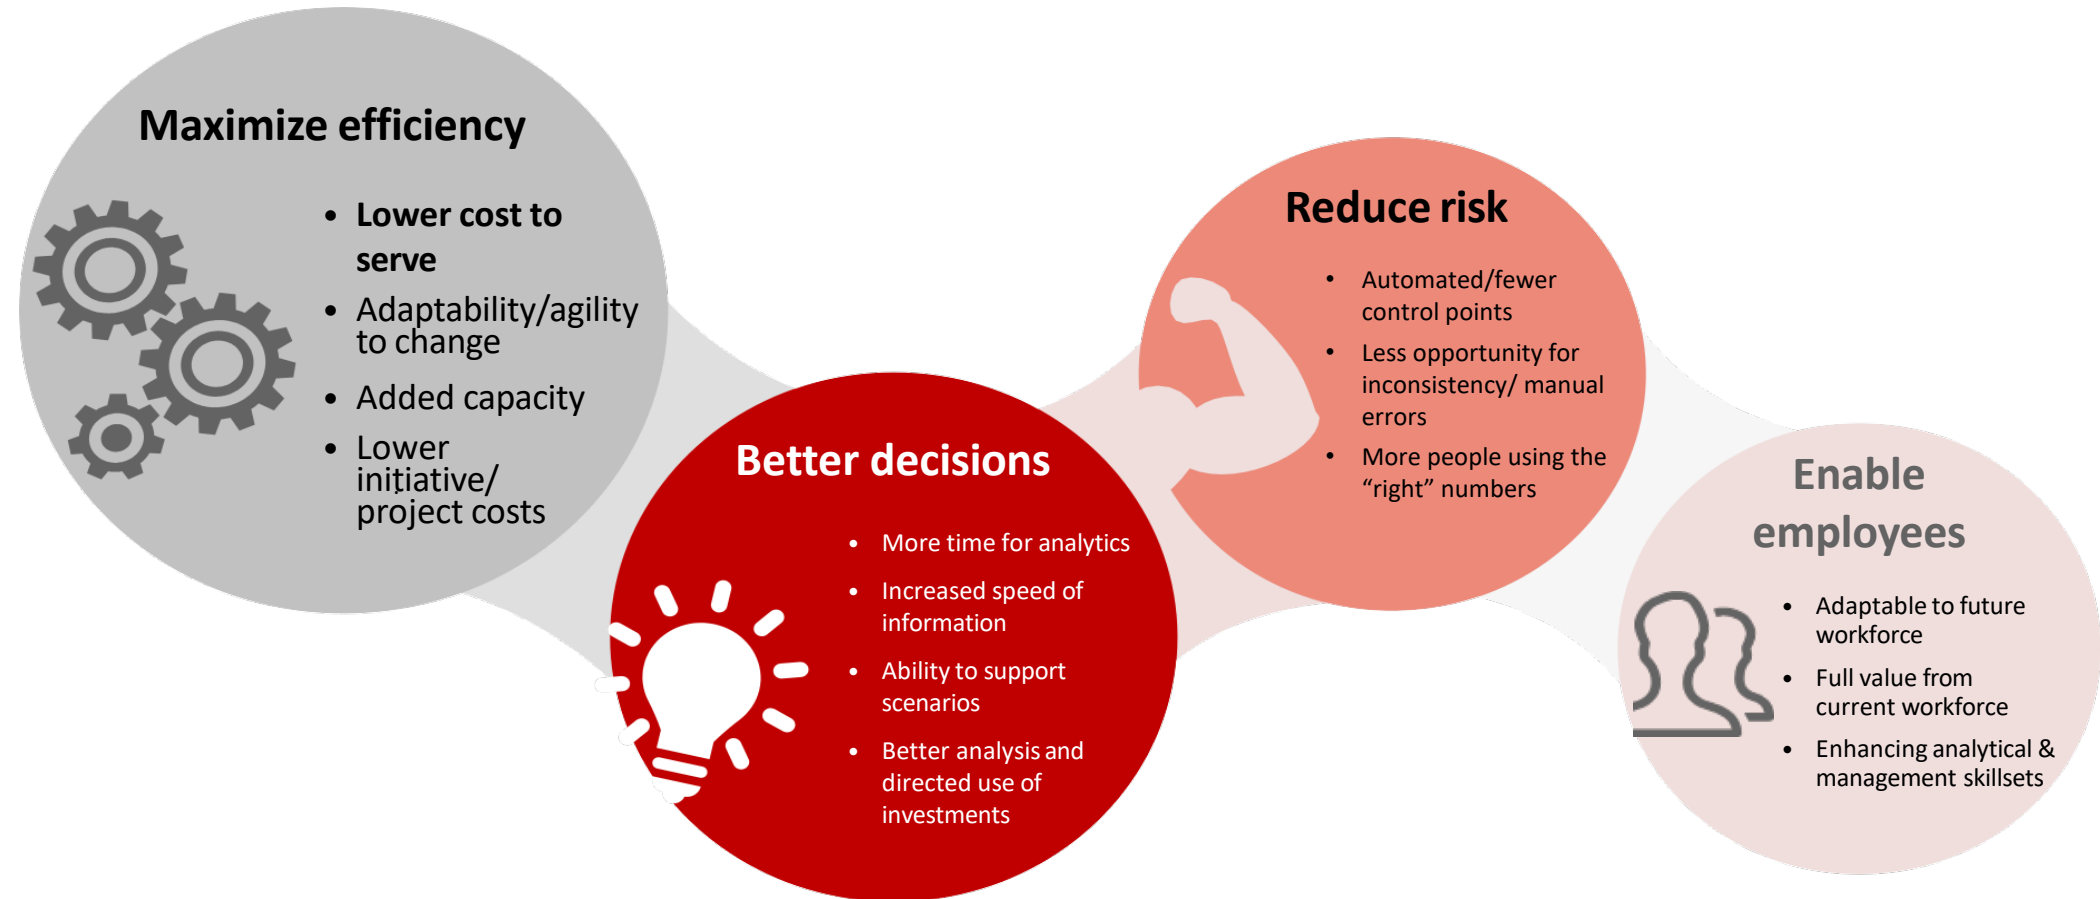 Maximize efficiency
• Lower cost to
serve
• Adaptability/agility
to change
• Added capacity
• Lower
initiative/
project costs
Better decisions
• More time for analytics
• Increased speed of
information
• Ability to support
scenarios
• Better analysis and
directed use of
investments
Reduce risk
• Automated/fewer
control points
• Less opportunity for
inconsistency/ manual
errors
• More people using the
“right” numbers
Enable
employees
• Adaptable to future
workforce
• Full value from
current workforce
• Enhancing analytical &
management skillsets